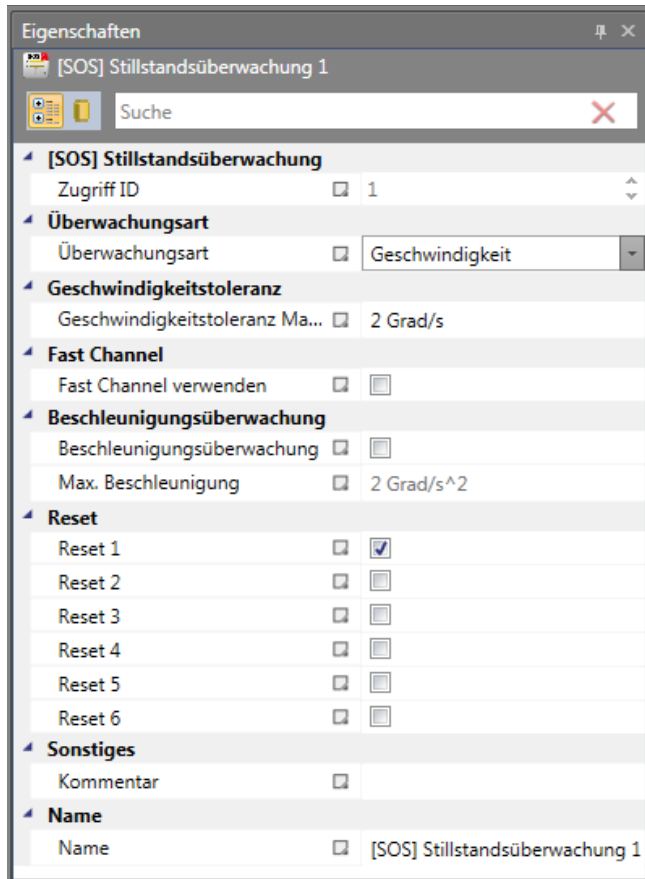 Eigenschaften
[SOS] Stillstandsüberwachung 1
Suche
[SOS] Stillstandsüberwachung
Zugriff ID 1
Überwachungsart
Überwachungsart Geschwindigkeit
Geschwindigkeitstoleranz
Geschwindigkeitstoleranz Ma... 2 Grad/s
Fast Channel
Fast Channel verwenden
Beschleunigungsüberwachung
Beschleunigungsüberwachung
Max. Beschleunigung 2 Grad/s^2
Reset
Reset 1
Reset 2
Reset 3
Reset 4
Reset 5
Reset 6
Sonstiges
Kommentar
Name
Name [SOS] Stillstandsüberwachung 1